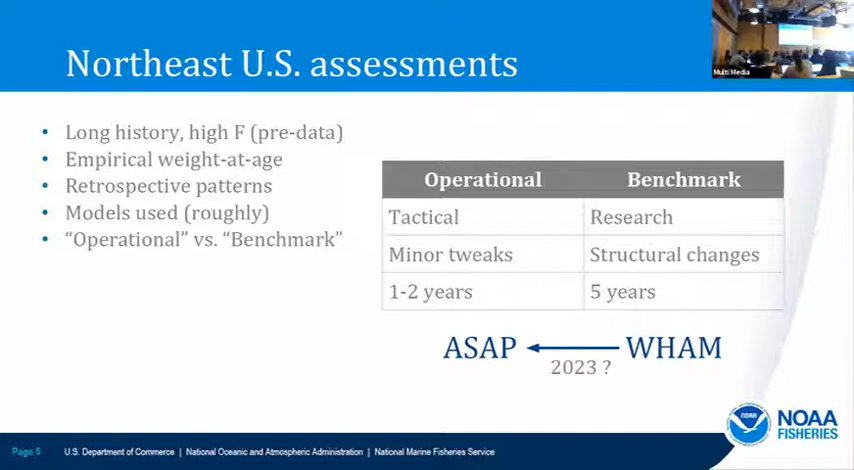 Northeast U.S. assessments
Multi Media
• Long history, high F (pre-data)
• Empirical weight-at-age
• Retrospective patterns
• Models used (roughly)
• “Operational” vs. “Benchmark”
Operational Benchmark
Tactical Research
Minor tweaks Structural changes
1-2 years 5 years
ASAP WHAM
2023 ?
NOAA
NOAA
FISHERIES
Page 5 U.S. Department of Commerce | National Oceanic and Atmospheric Administration | National Marine Fisheries Service